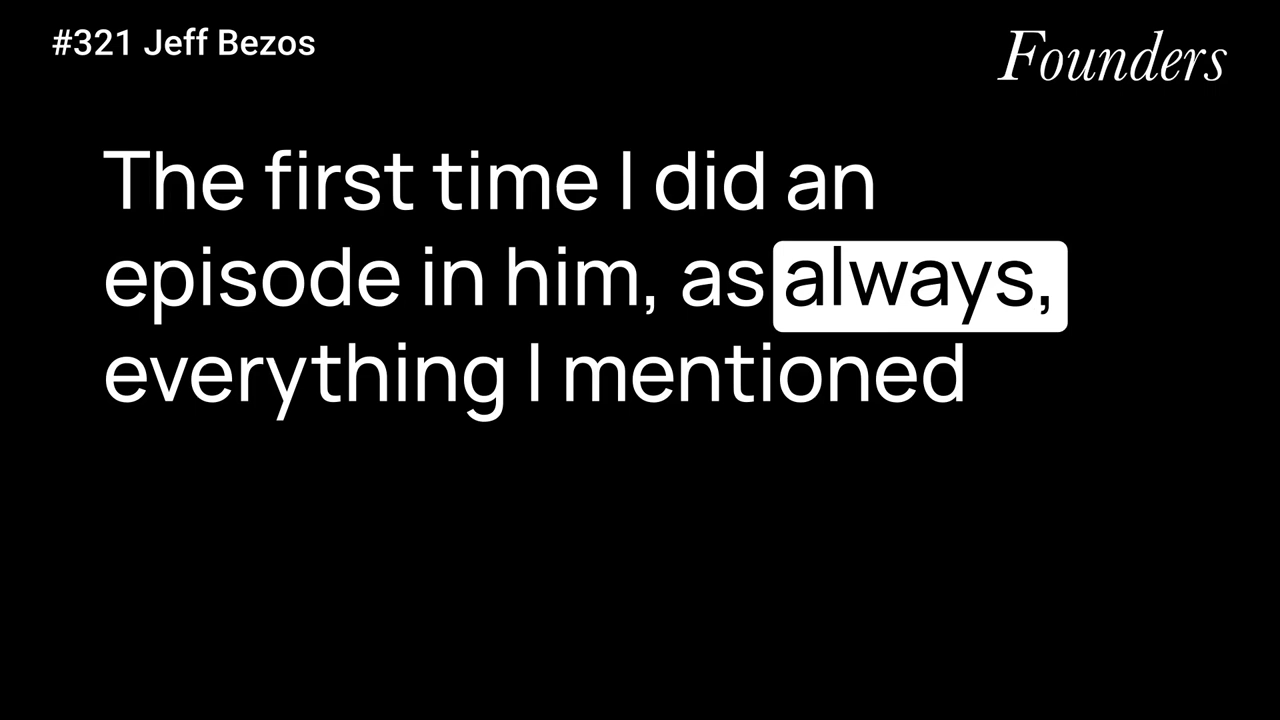 #321 Jeff Bezos
Founders
The first time I did an
episode in him, as always,
everything I mentioned